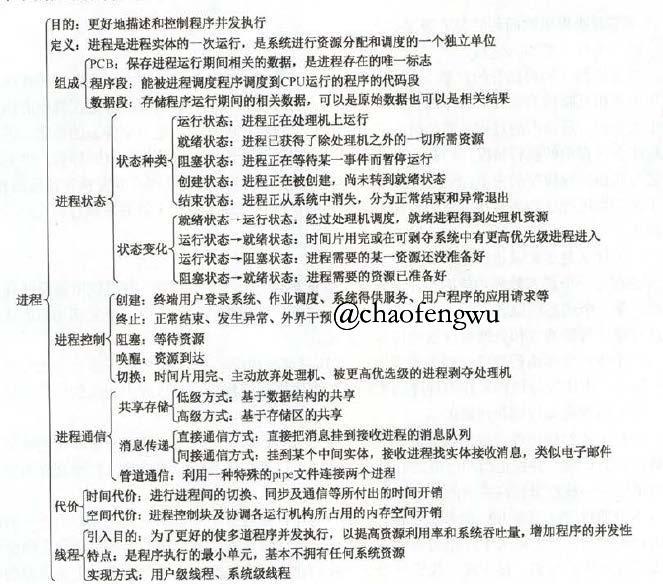 目的：更好地描述和控制程序并发执行
定义：进程是进程实体的一次运行，是系统进行资源分配和调度的一个独立单位
PCB：保存进程运行期间相关的数据，是进程存在的唯一标志
组成
程序段：能被进程调度程序调度到CPU运行的程序的代码段
数据段：存储程序运行期间的相关数据，可以是原始数据也可以是相关结果
运行状态：进程正在处理机上运行
就绪状态：进程已获得了除处理机之外的一切所需资源
状态种类
阻塞状态：进程正在等待某一事件而暂停运行
创建状态：进程正在被创建，尚未转到就绪状态
进程状态
结束状态：进程正从系统中消失，分为正常结束和异常退出
就绪状态→运行状态：经过处理机调度，就绪进程得到处理机资源
状态变化
运行状态→就绪状态：时间片用完或在可剥夺系统中有更高优先级进程进入
运行状态→阻塞状态：进程需要的某一资源还没准备好
阻塞状态→就绪状态：进程需要的资源已准备好
进程
创建：终端用户登录系统、作业调度、系统得供服务、用户程序的应用请求等
终止：正常结束、发生异常、外界干预
@chaofengwu
进程控制
阻塞：等待资源
唤醒：资源到达
切换：时间片用完、主动放弃处理机、被更高优选级的进程剥夺处理机
共享存储
低级方式：基于数据结构的共享
高级方式：基于存储区的共享
进程通信
消息传递
直接通信方式：直接把消息挂到接收进程的消息队列
间接通信方式：挂到某个中间实体，接收进程找实体接收消息，类似电子邮件
管道通信：利用一种特殊的pipe文件连接两个进程
代价
时间代价：进行进程间的切换、同步及通信等所付出的时间开销
空间代价：进程控制块及协调各运行机构所占用的内存空间开销
引入目的：为了更好的使多道程序并发执行，以提高资源利用率和系统吞吐量，增加程序的并发性
线程
特点：是程序执行的最小单元，基本不拥有任何系统资源
实现方式：用户级线程、系统级线程